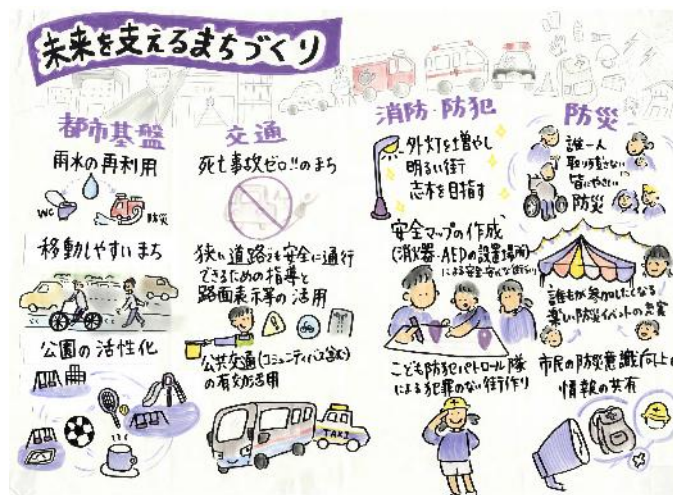 未来を支えるまちづくり
都市基盤
雨水の再利用
WC
防災
移動しやすいまち
公園の活性化
交通
死亡事故ゼロ!!のまち
狭い道路でも安全に通行
できるための指導と
路面表示等の活用
公共交通(コミュニティバス含む)
の有効活用
TAXI
消防・防犯
外灯を増やし
明るい街
志木を目指す
安全マップの作成
(消火器・AEDの設置場所)
による安全・安心な街作り
こども防犯パトロール隊
による犯罪のない街作り
防災
誰一人
取り残さない
皆にやさしい
防災
誰もが参加したくなる
楽しい防災イベントの充実
市民の防災意識向上の
情報の共有